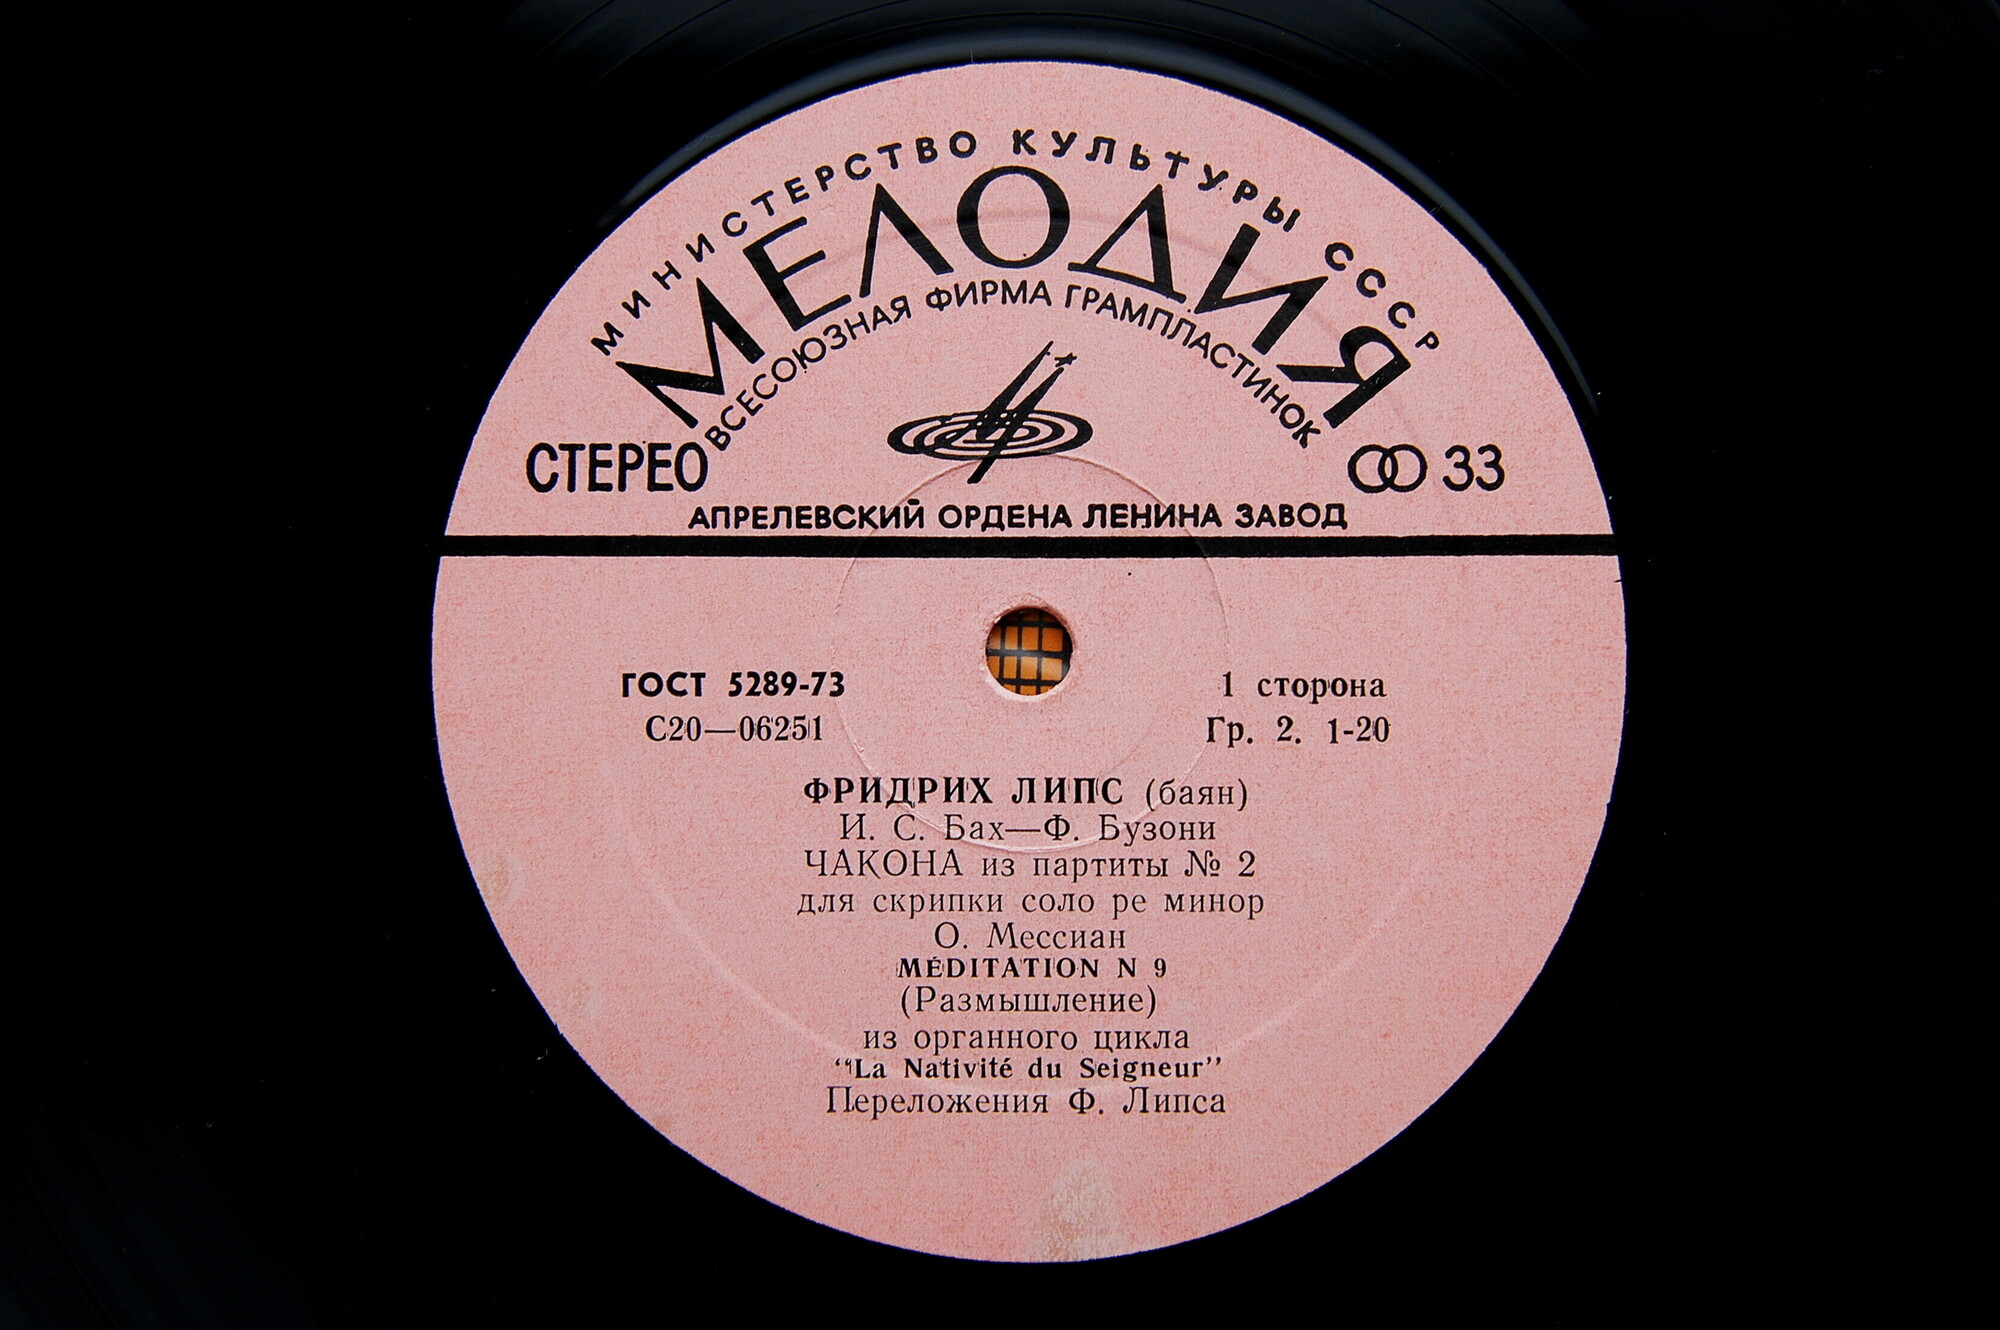 МИНИСТЕРСТВО КУЛЬТУРЫ СССР
МЕЛОДИЯ
ВСЕСОЮЗНАЯ ФИРМА ГРАМПЛАСТИНОК
СТЕРЕО
33
АПРЕЛЕВСКИЙ ОРДЕНА ЛЕНИНА ЗАВОД
ГОСТ 5289-73
С20—06251
1 сторона
Гр. 2. 1-20
ФРИДРИХ ЛИПС (баян)
И. С. Бах—Ф. Бузони
ЧАКОНА из партиты № 2
для скрипки соло ре минор
О. Мессиан
MÉDITATION N 9
(Размышление)
из органного цикла
“La Nativité du Seigneur”
Переложения Ф. Липса